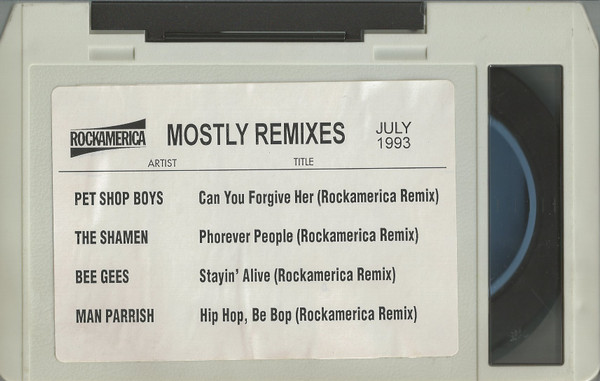 ROCKAMERICA MOSTLY REMIXES JULY 1993
ARTIST TITLE
PET SHOP BOYS Can You Forgive Her (Rockamerica Remix)
THE SHAMEN Phorever People (Rockamerica Remix)
BEE GEES Stayin' Alive (Rockamerica Remix)
MAN PARRISH Hip Hop, Be Bop (Rockamerica Remix)